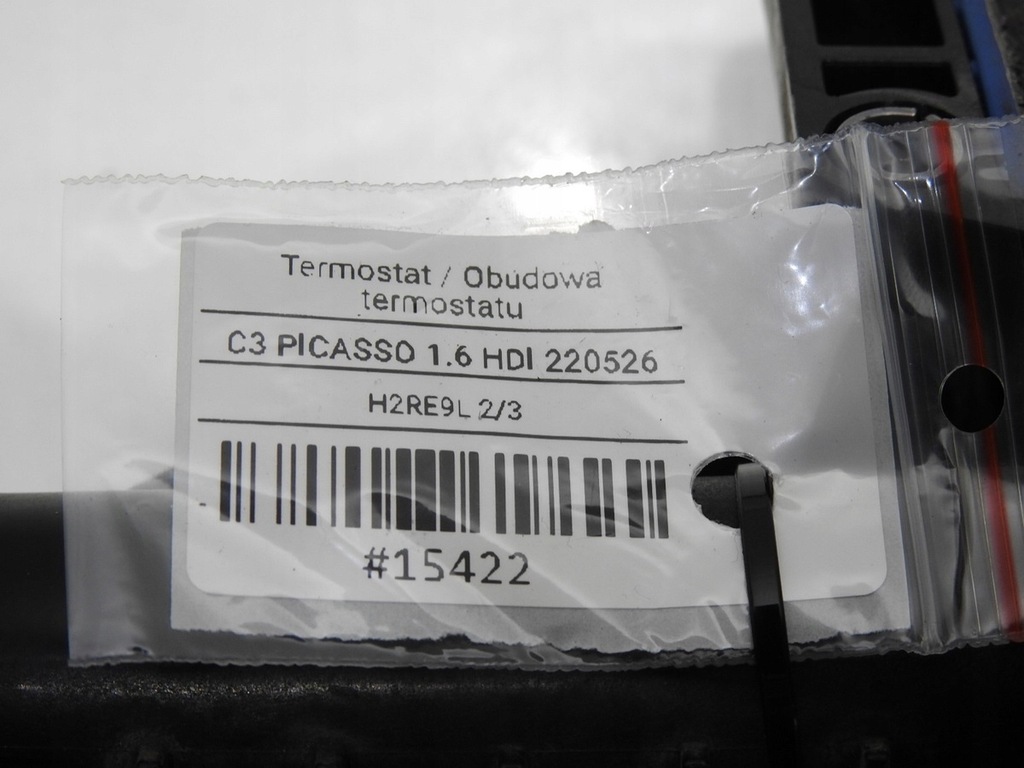 Termostat / Obudowa
termostatu
C3 PICASSO 1.6 HDI 220526
H2RE9L 2/3
#15422